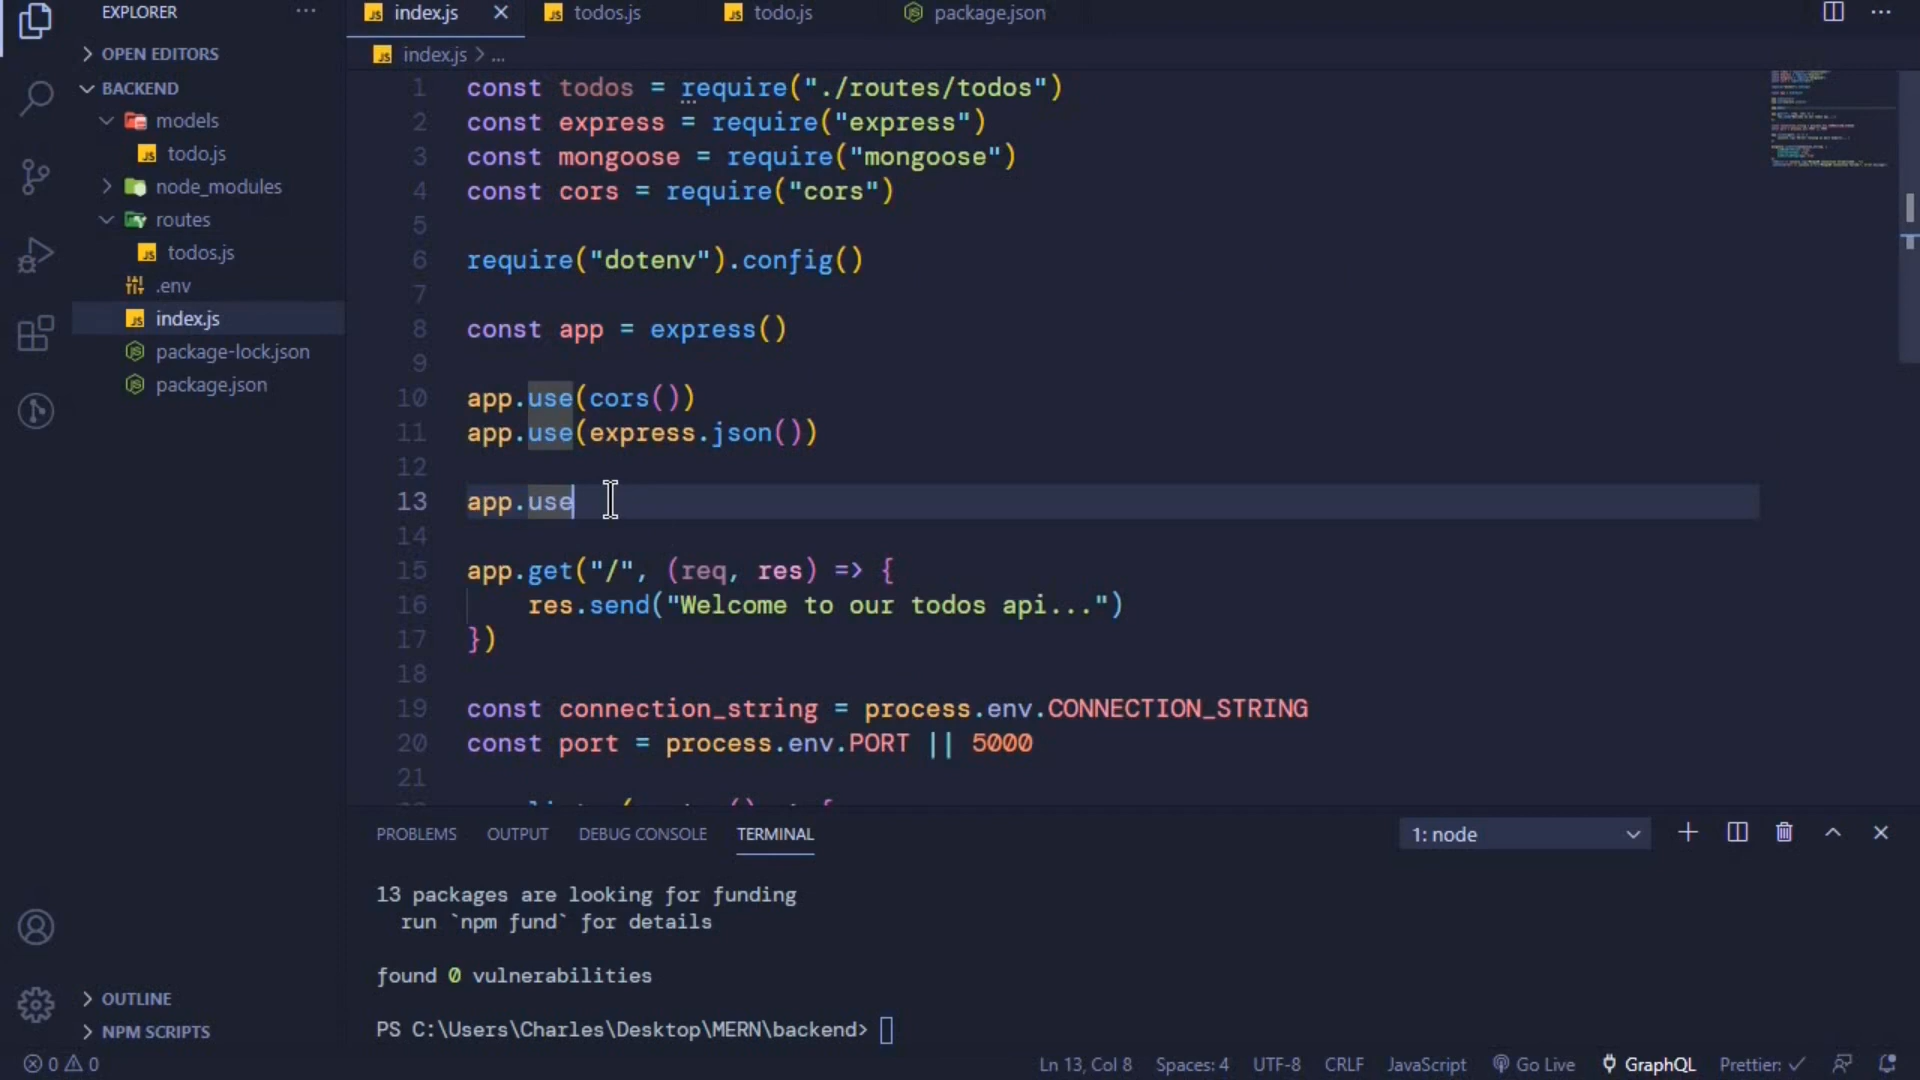 EXPLORER
index.js
todos.js
todo.js
package.json
OPEN EDITORS
BACKEND
models
todo.js
node_modules
routes
todos.js
.env
index.js
package-lock.json
package.json
OUTLINE
NPM SCRIPTS
index.js > ...
1 const todos = require("./routes/todos")
2 const express = require("express")
3 const mongoose = require("mongoose")
4 const cors = require("cors")
5
6 require("dotenv").config()
7
8 const app = express()
9
10 app.use(cors())
11 app.use(express.json())
12
13 app.use
14
15 app.get("/", (req, res) => {
16 res.send("Welcome to our todos api...")
17 })
18
19 const connection_string = process.env.CONNECTION_STRING
20 const port = process.env.PORT || 5000
21
PROBLEMS OUTPUT DEBUG CONSOLE TERMINAL 1: node
13 packages are looking for funding
run `npm fund` for details
found 0 vulnerabilities
PS C:\Users\Charles\Desktop\MERN\backend>
0 0 Ln 13, Col 8 Spaces: 4 UTF-8 CRLF JavaScript Go Live GraphQL Prettier: ✓